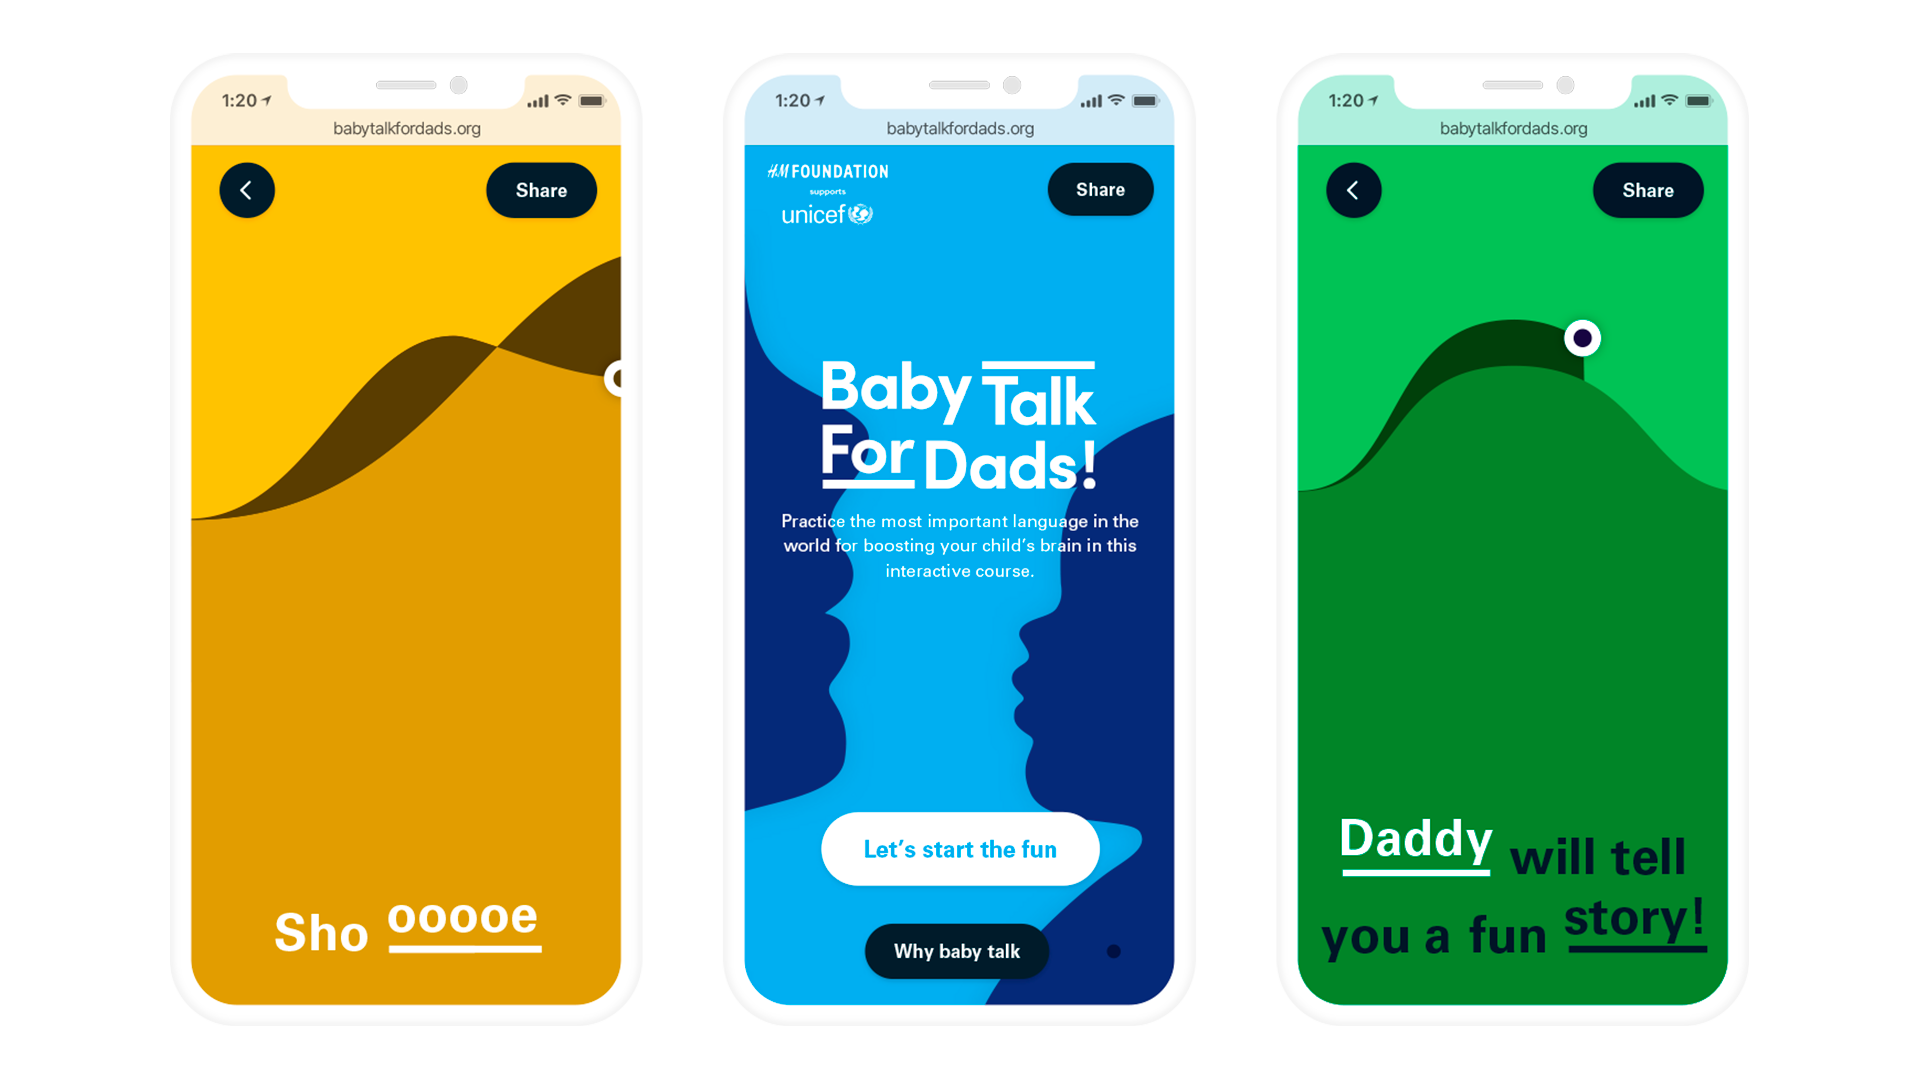 1:20
babytalkfordads.org
Share
Sho ooooe
1:20
babytalkfordads.org
HM FOUNDATION
supports
unicef
Share
Baby Talk
For Dads!
Practice the most important language in the
world for boosting your child’s brain in this
interactive course.
Let’s start the fun
Why baby talk
1:20
babytalkfordads.org
Share
Daddy will tell
you a fun story!